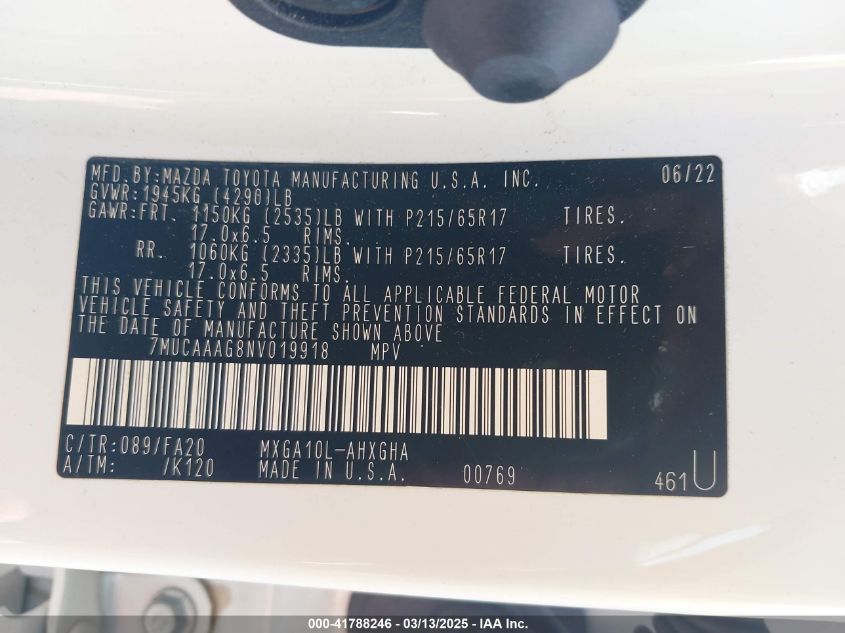 MFD.BY:MAZDA TOYOTA MANUFACTURING U.S.A. INC. 06/22
GVWR:1945KG (4290)LB
GAWR:FRT. 1150KG (2535)LB WITH P215/65R17 TIRES.
17.0x6.5 RIMS.
RR. 1060KG (2335)LB WITH P215/65R17 TIRES.
17.0x6.5 RIMS.
THIS VEHICLE CONFORMS TO ALL APPLICABLE FEDERAL MOTOR
VEHICLE SAFETY AND THEFT PREVENTION STANDARDS IN EFFECT ON
THE DATE OF MANUFACTURE SHOWN ABOVE
7MUCAAAG8NV019918 MPV
C/TR:089/FA20 MXGA10L-AHXGHA
A/TM: /K120 MADE IN U.S.A. 00769 461U
000-41788246 - 03/13/2025 - IAA Inc.